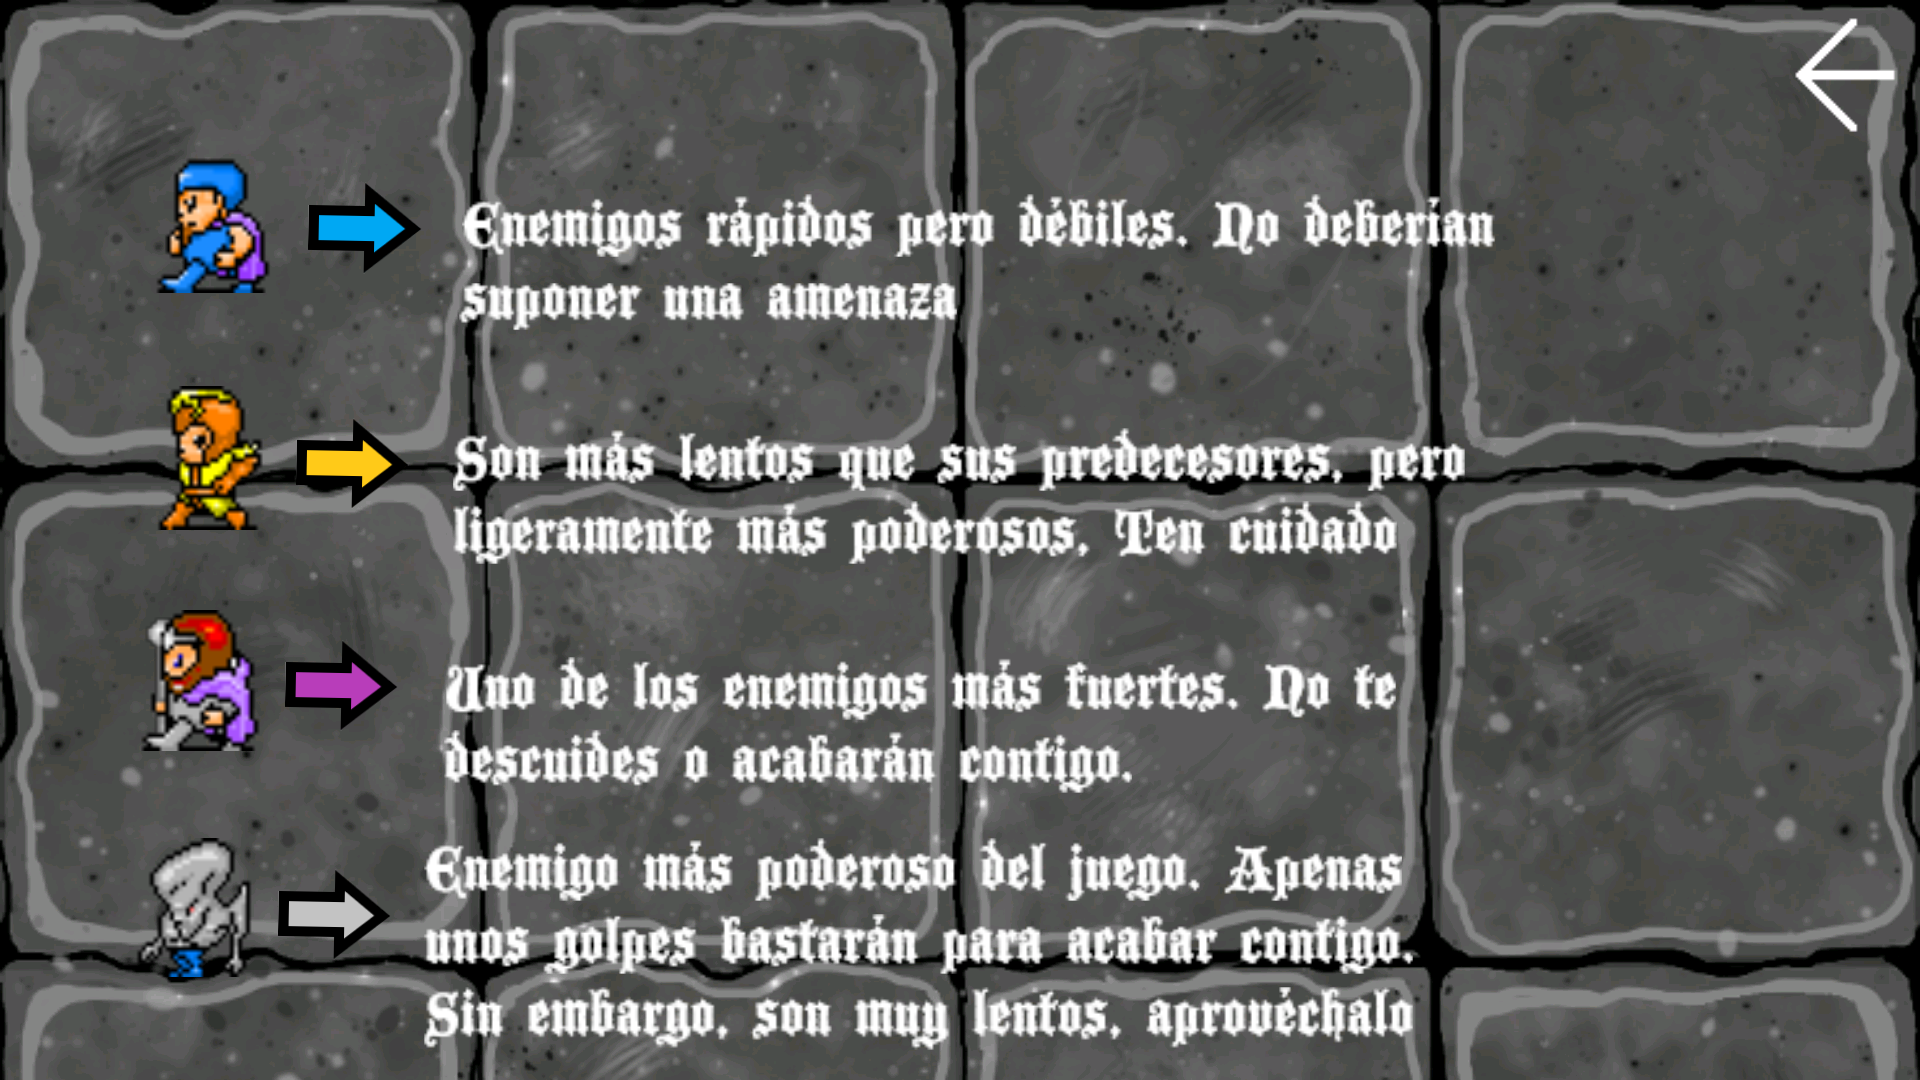 Enemigos rápidos pero débiles. No deberían
suponer una amenaza
Son más lentos que sus predecesores, pero
ligeramente más poderosos, Ten cuidado
Uno de los enemigos más fuertes. No te
descuides o acabarán contigo.
Enemigo más poderoso del juego. Apenas
unos golpes bastarán para acabar contigo.
Sin embargo, son muy lentos, aprovéchalo